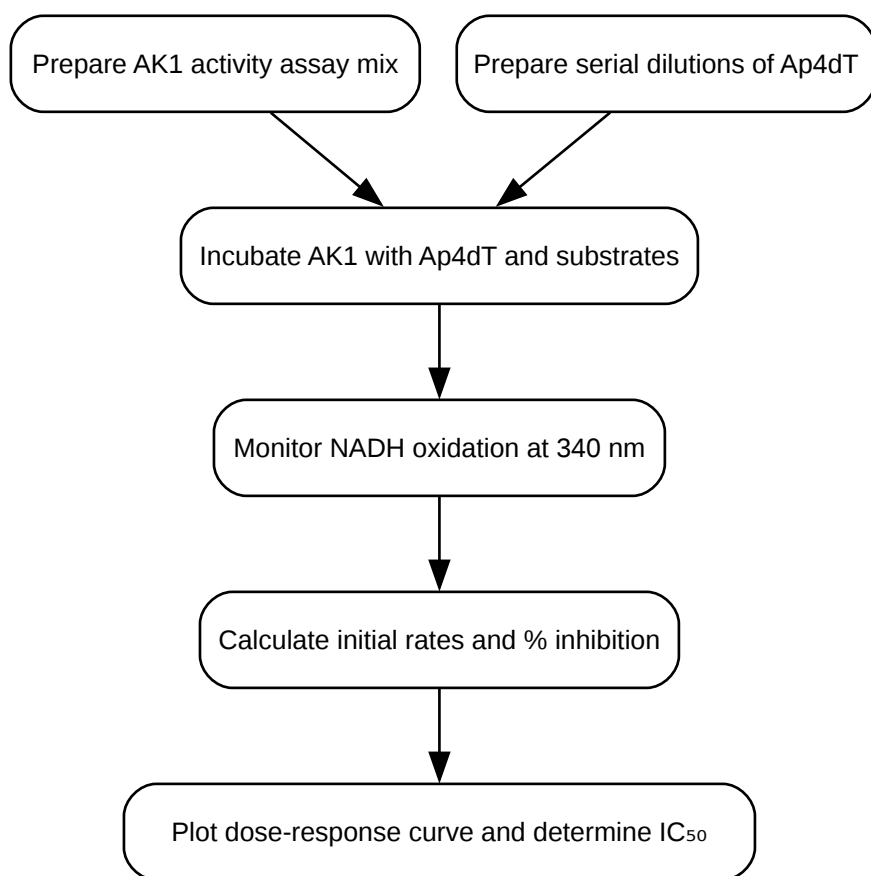 Prepare AK1 activity assay mix
Prepare serial dilutions of Ap4dT
Incubate AK1 with Ap4dT and substrates
Monitor NADH oxidation at 340 nm
Calculate initial rates and % inhibition
Plot dose-response curve and determine IC₅₀